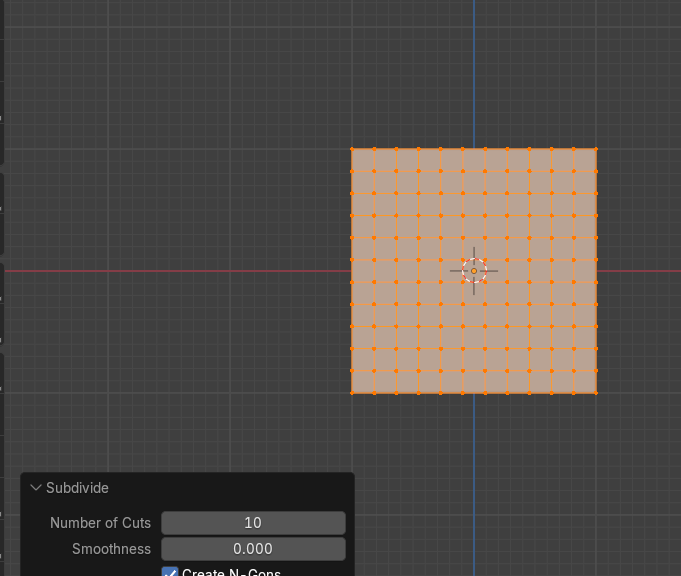 Subdivide
Number of Cuts 10
Smoothness 0.000
Create N-Gons